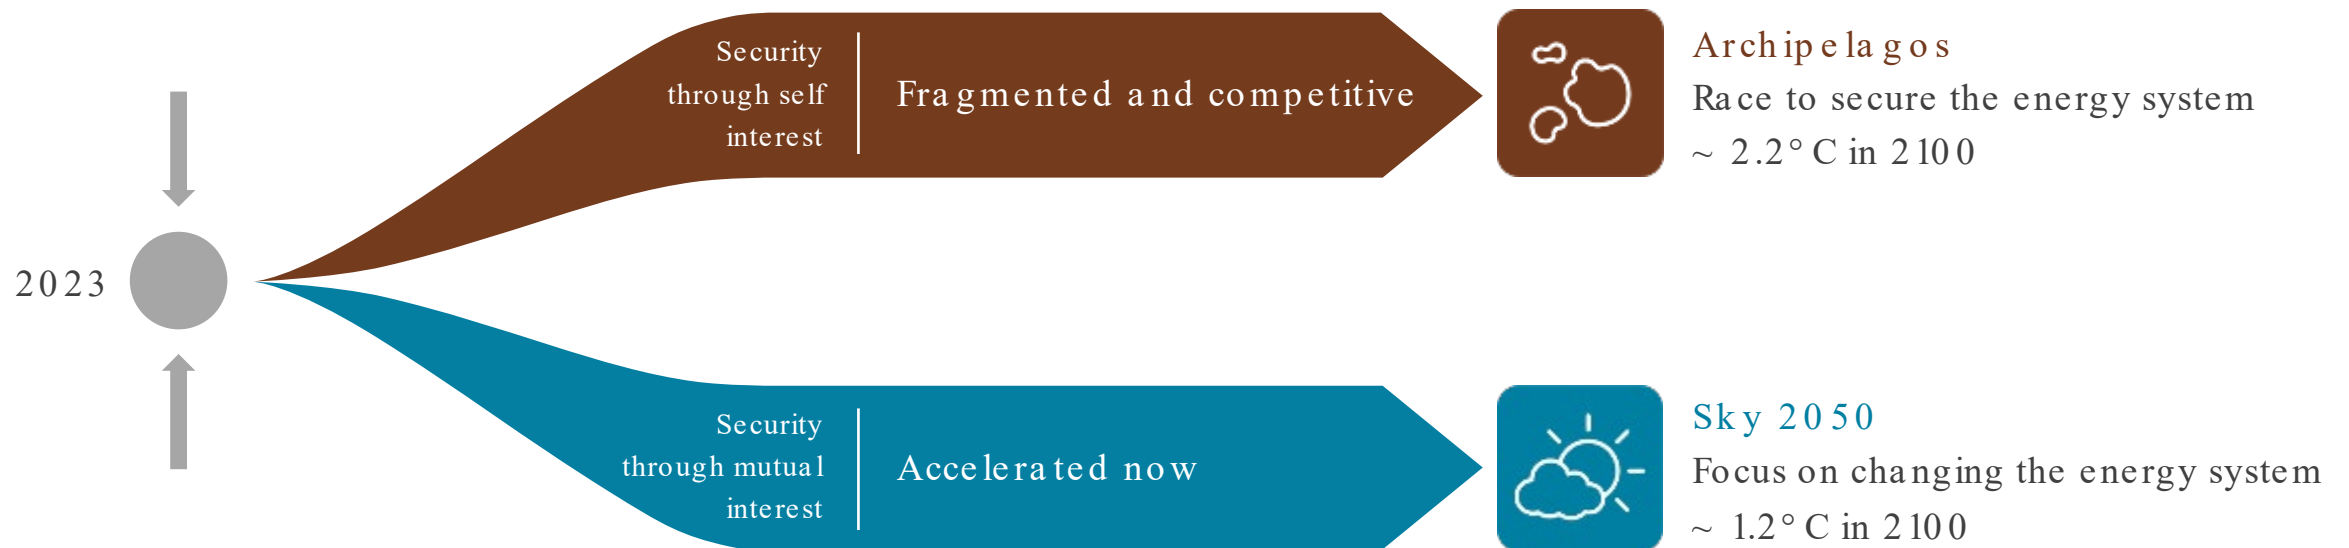 2023
Security
through self
interest
Fragmented and competitive
Archipelagos
Race to secure the energy system
~ 2.2° C in 2100
Security
through mutual
interest
Accelerated now
Sky 2050
Focus on changing the energy system
~ 1.2° C in 2100